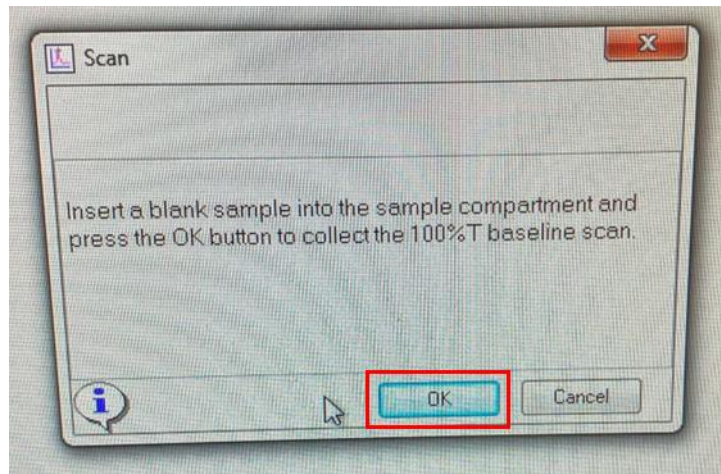 Scan
Insert a blank sample into the sample compartment and
press the OK button to collect the 100%T baseline scan.
OK
Cancel